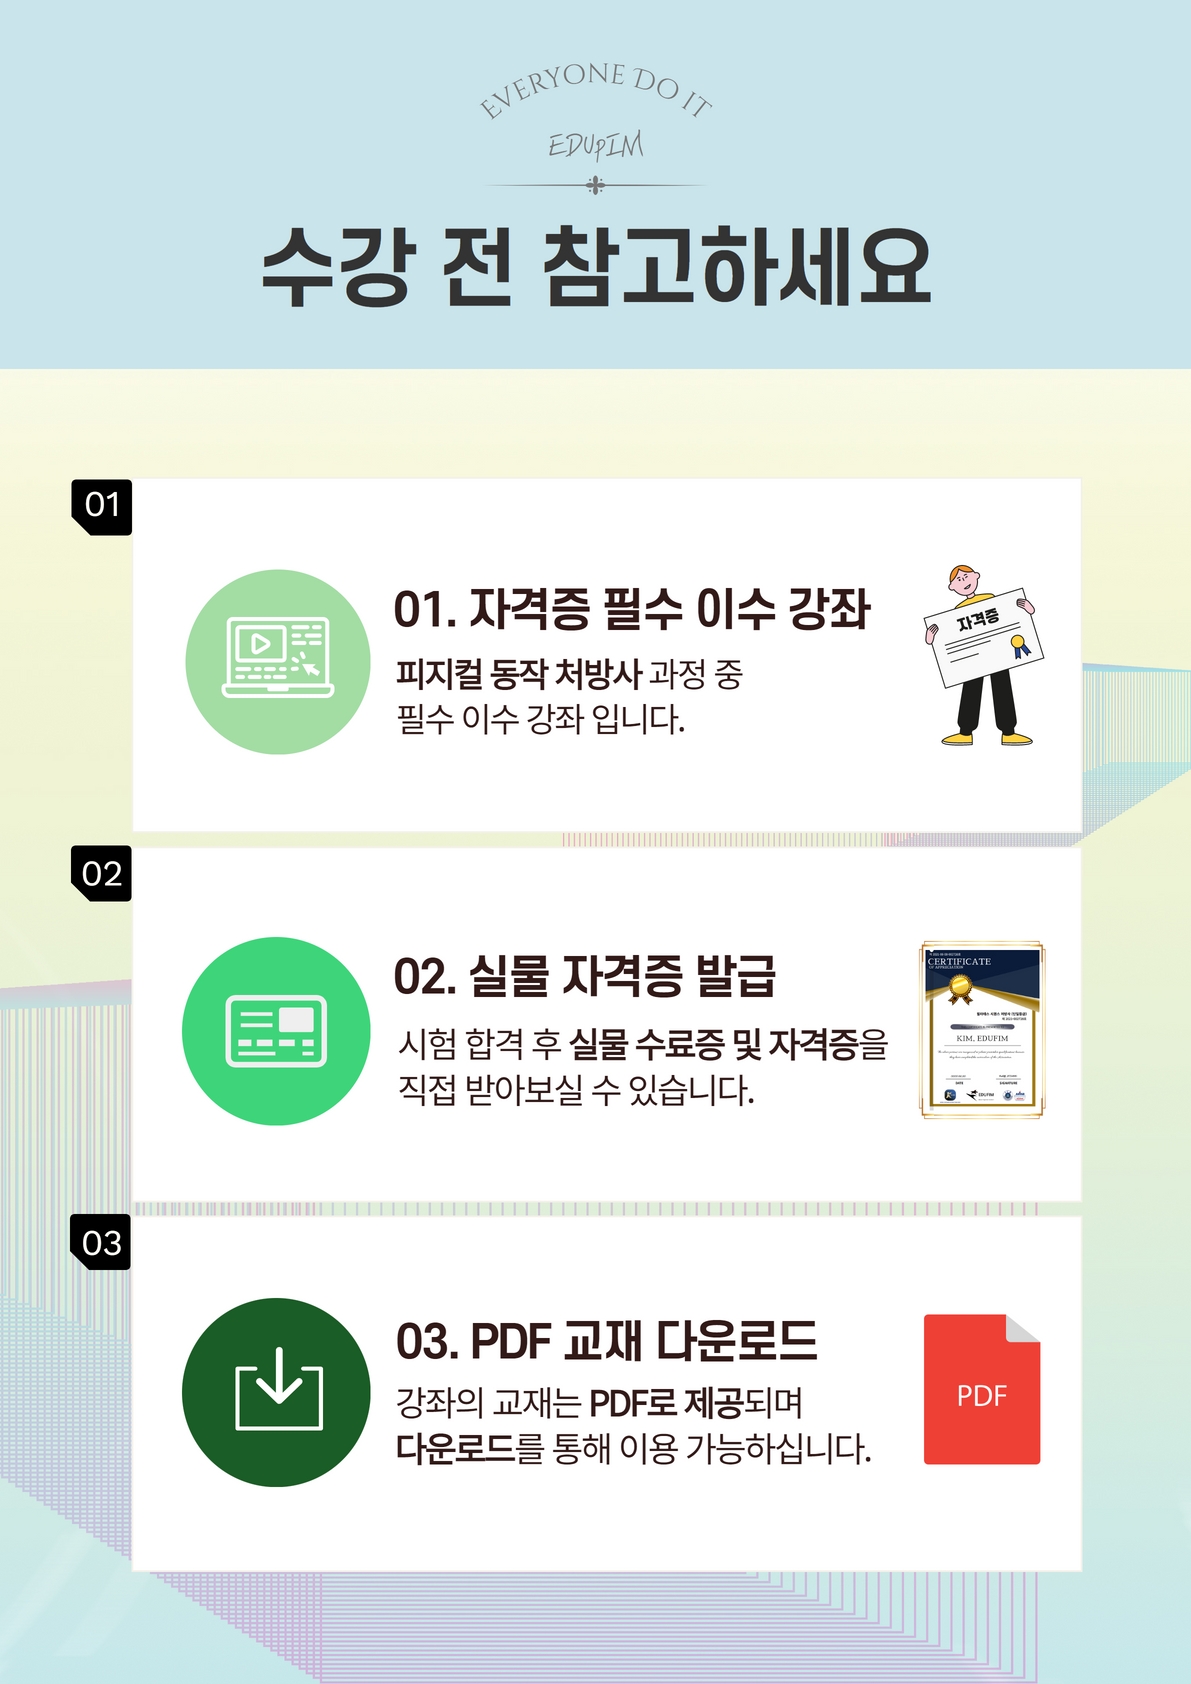 EVERYONE DO IT
EDUpIM
수강 전 참고하세요
01
01. 자격증 필수 이수 강좌
피지컬 동작 처방사 과정 중
필수 이수 강좌 입니다.
자격증
02
02. 실물 자격증 발급
시험 합격 후 실물 수료증 및 자격증을
직접 받아보실 수 있습니다.
CERTIFICATE
OF APPRECIATION
KIM, EDUFIM
DATE
SIGNATURE
03
03. PDF 교재 다운로드
강좌의 교재는 PDF로 제공되며
다운로드를 통해 이용 가능하십니다.
PDF